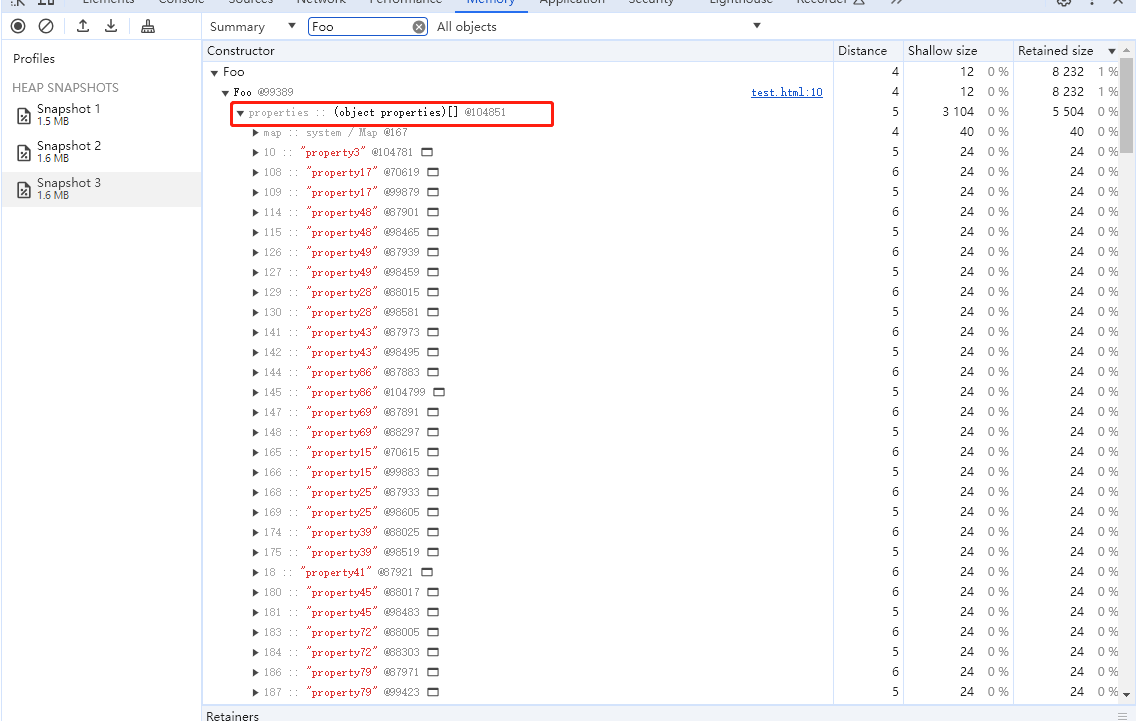 Elements Console Sources Network Performance Memory Application Security Lighthouse Recorder
Summary ▼ Foo All objects ▼
Profiles
HEAP SNAPSHOTS
Snapshot 1
1.5 MB
Snapshot 2
1.6 MB
Snapshot 3
1.6 MB
Constructor Distance Shallow size Retained size ▼
▼ Foo 4 12 0 % 8 232 1 %
▼ Foo @99389 test.html:10 4 12 0 % 8 232 1 %
▼ properties :: (object properties)[] @104851 5 3 104 0 % 5 504 0 %
▶ map :: system / Map @167 4 40 0 % 40 0 %
▶ 10 :: "property3" @104781 5 24 0 % 24 0 %
▶ 108 :: "property17" @70619 6 24 0 % 24 0 %
▶ 109 :: "property17" @99879 5 24 0 % 24 0 %
▶ 114 :: "property48" @87901 6 24 0 % 24 0 %
▶ 115 :: "property48" @98465 5 24 0 % 24 0 %
▶ 126 :: "property49" @87939 6 24 0 % 24 0 %
▶ 127 :: "property49" @98459 5 24 0 % 24 0 %
▶ 129 :: "property28" @88015 6 24 0 % 24 0 %
▶ 130 :: "property28" @98581 5 24 0 % 24 0 %
▶ 141 :: "property43" @87973 6 24 0 % 24 0 %
▶ 142 :: "property43" @98495 5 24 0 % 24 0 %
▶ 144 :: "property86" @87883 6 24 0 % 24 0 %
▶ 145 :: "property86" @104799 5 24 0 % 24 0 %
▶ 147 :: "property69" @87891 6 24 0 % 24 0 %
▶ 148 :: "property69" @88297 5 24 0 % 24 0 %
▶ 165 :: "property15" @70615 6 24 0 % 24 0 %
▶ 166 :: "property15" @99883 5 24 0 % 24 0 %
▶ 168 :: "property25" @87933 6 24 0 % 24 0 %
▶ 169 :: "property25" @98605 5 24 0 % 24 0 %
▶ 174 :: "property39" @88025 6 24 0 % 24 0 %
▶ 175 :: "property39" @98519 5 24 0 % 24 0 %
▶ 18 :: "property41" @87921 6 24 0 % 24 0 %
▶ 180 :: "property45" @88017 6 24 0 % 24 0 %
▶ 181 :: "property45" @98483 5 24 0 % 24 0 %
▶ 183 :: "property72" @88005 6 24 0 % 24 0 %
▶ 184 :: "property72" @88303 5 24 0 % 24 0 %
▶ 186 :: "property79" @87971 6 24 0 % 24 0 %
▶ 187 :: "property79" @99423 5 24 0 % 24 0 %
Retainers